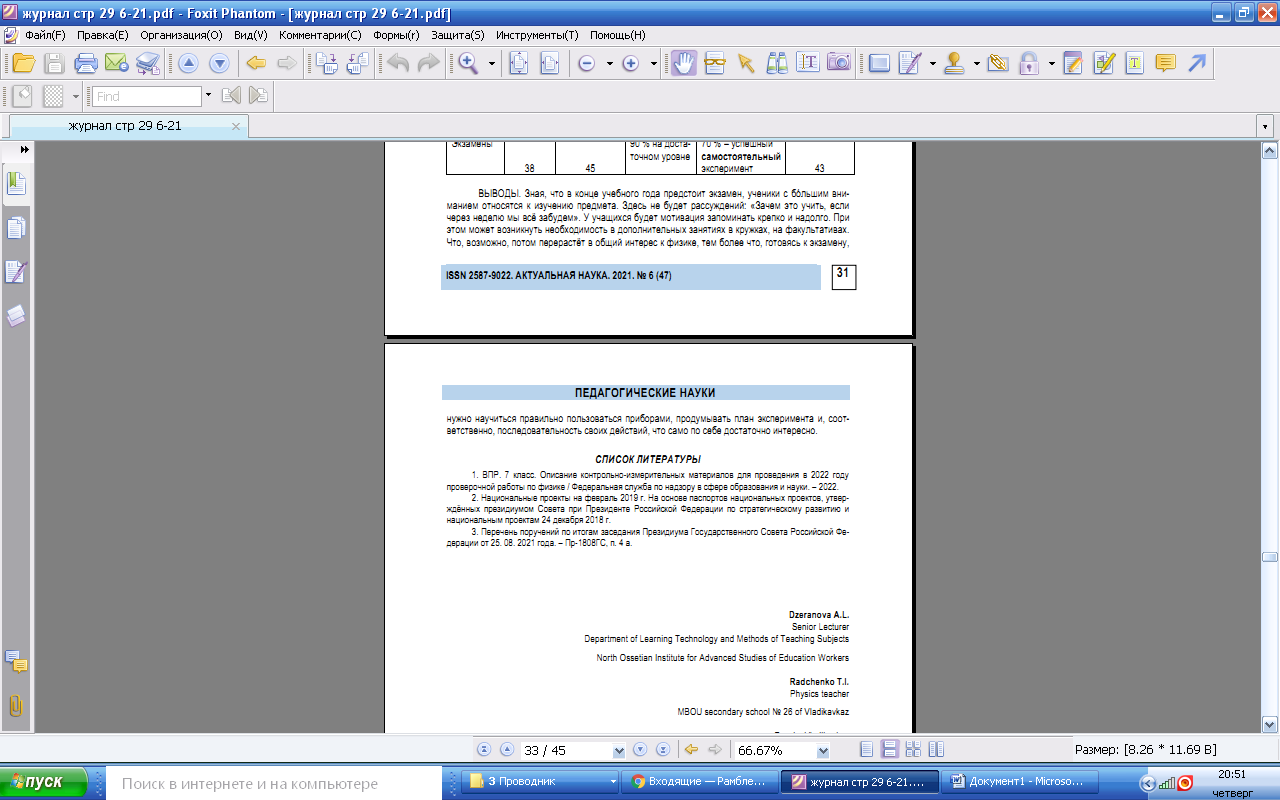 журнал стр 29 6-21.pdf - Foxit Phantom - [журнал стр 29 6-21.pdf]
Файл(F) Правка(E) Организация(O) Вид(V) Комментарии(C) Формы(r) Защита(S) Инструменты(T) Помощь(H)
Find
журнал стр 29 6-21
Экзамены 38 45 90 % на доста- 70 % – успешный 43
точном уровне самостоятельный
эксперимент
ВЫВОДЫ. Зная, что в конце учебного года предстоит экзамен, ученики с бо́льшим вни-
манием относятся к изучению предмета. Здесь не будет рассуждений: «Зачем это учить, если
через неделю мы всё забудем». У учащихся будет мотивация запоминать крепко и надолго. При
этом может возникнуть необходимость в дополнительных занятиях в кружках, на факультативах.
Что, возможно, потом перерастёт в общий интерес к физике, тем более что, готовясь к экзамену,
ISSN 2587-9022. АКТУАЛЬНАЯ НАУКА. 2021. № 6 (47) 31
ПЕДАГОГИЧЕСКИЕ НАУКИ
нужно научиться правильно пользоваться приборами, продумывать план эксперимента и, соот-
ветственно, последовательность своих действий, что само по себе достаточно интересно.
СПИСОК ЛИТЕРАТУРЫ
1. ВПР. 7 класс. Описание контрольно-измерительных материалов для проведения в 2022 году
проверочной работы по физике / Федеральная служба по надзору в сфере образования и науки. – 2022.
2. Национальные проекты на февраль 2019 г. На основе паспортов национальных проектов, утвер-
ждённых президиумом Совета при Президенте Российской Федерации по стратегическому развитию и
национальным проектам 24 декабря 2018 г.
3. Перечень поручений по итогам заседания Президиума Государственного Совета Российской Фе-
дерации от 25. 08. 2021 года. – Пр-1808ГС, п. 4 а.
Dzeranova A.L.
Senior Lecturer
Department of Learning Technology and Methods of Teaching Subjects
North Ossetian Institute for Advanced Studies of Education Workers
Radchenko T.I.
Physics teacher
MBOU secondary school № 26 of Vladikavkaz
33 / 45 66.67% Размер: [8.26 * 11.69 В]
пуск Поиск в интернете и на компьютере 3 Проводник Входящие — Рамбле... журнал стр 29 6-21.... Документ1 - Microso... 20:51
четверг